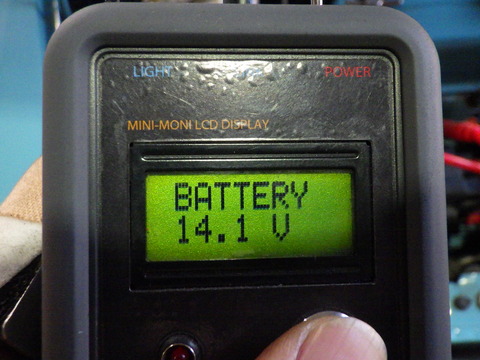 LIGHT
POWER
MINI-MONI LCD DISPLAY
BATTERY
14.1 V